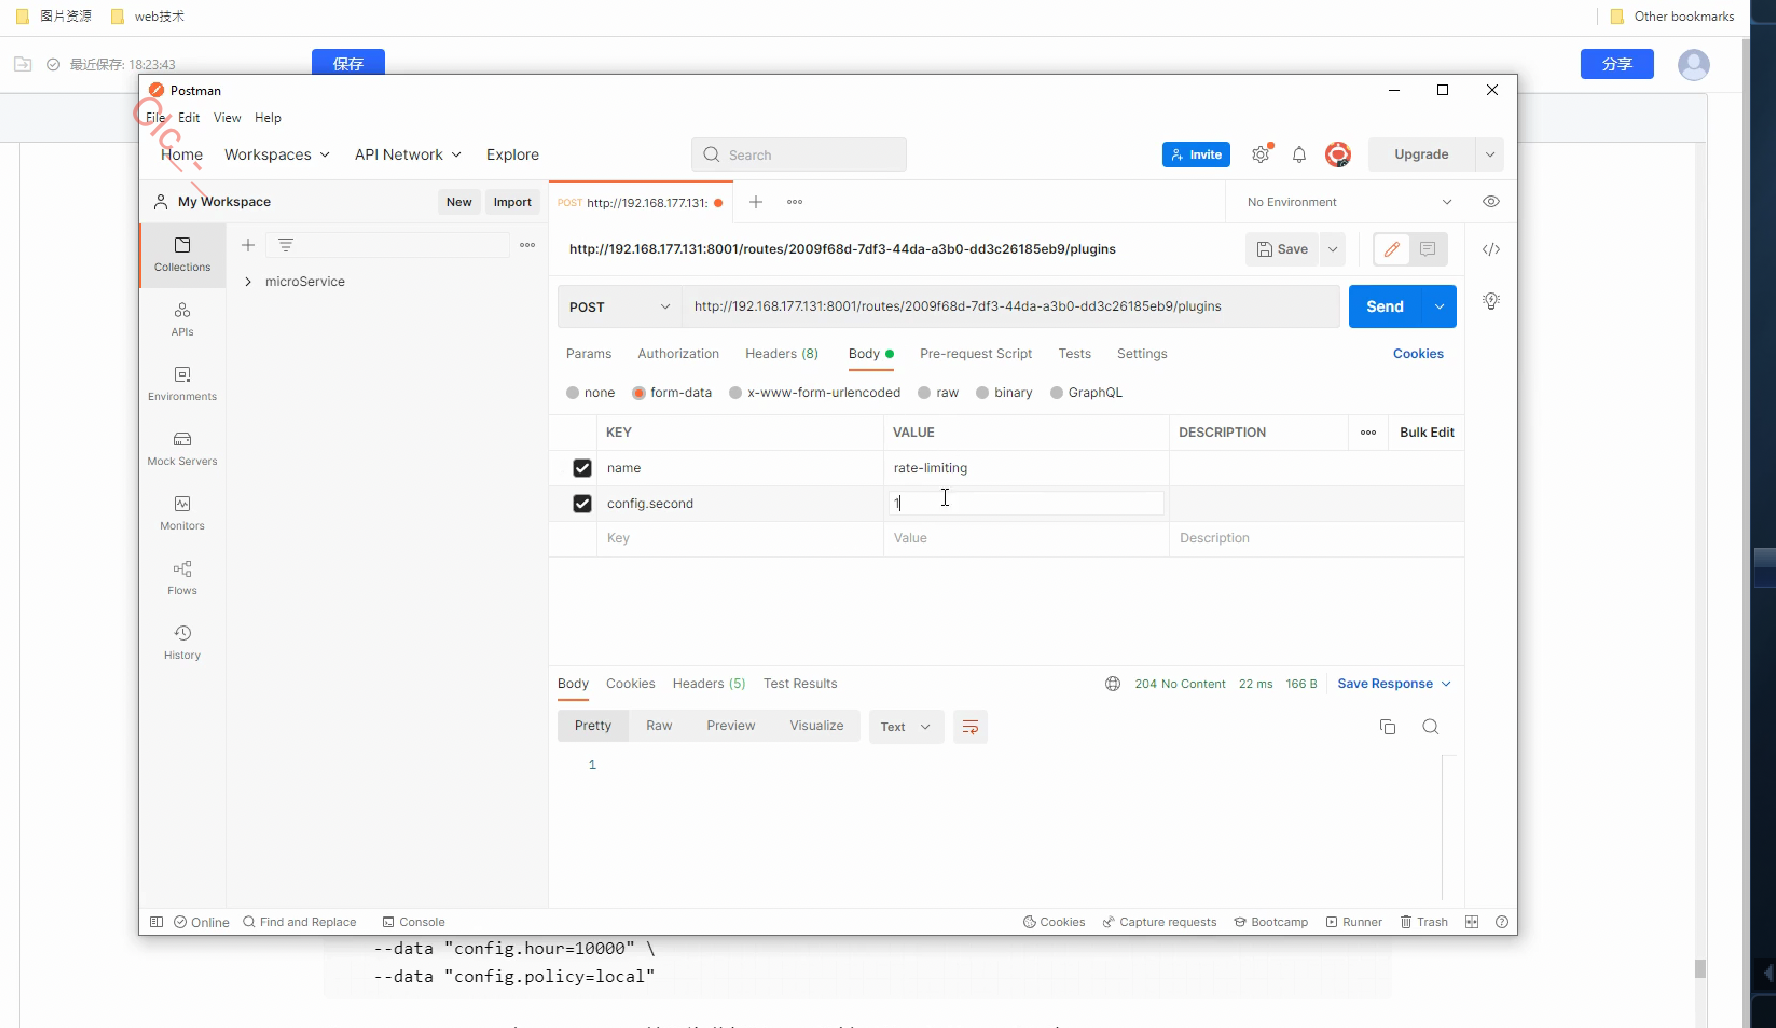 图片资源 web技术 Other bookmarks
最近保存: 18:23:43 保存 分享
Postman
File Edit View Help
Home Workspaces API Network Explore Search Invite Upgrade
My Workspace New Import POST http://192.168.177.131: No Environment
http://192.168.177.131:8001/routes/2009f68d-7df3-44da-a3b0-dd3c26185eb9/plugins Save
Collections
microService
POST http://192.168.177.131:8001/routes/2009f68d-7df3-44da-a3b0-dd3c26185eb9/plugins Send
APIs
Params Authorization Headers (8) Body Pre-request Script Tests Settings Cookies
Environments
none form-data x-www-form-urlencoded raw binary GraphQL
KEY VALUE DESCRIPTION Bulk Edit
Mock Servers
name rate-limiting
config.second 1
Monitors
Key Value Description
Flows
History
Body Cookies Headers (5) Test Results 204 No Content 22 ms 166 B Save Response
Pretty Raw Preview Visualize Text
1
Online Find and Replace Console Cookies Capture requests Bootcamp Runner Trash
--data "config.hour=10000" \
--data "config.policy=local"